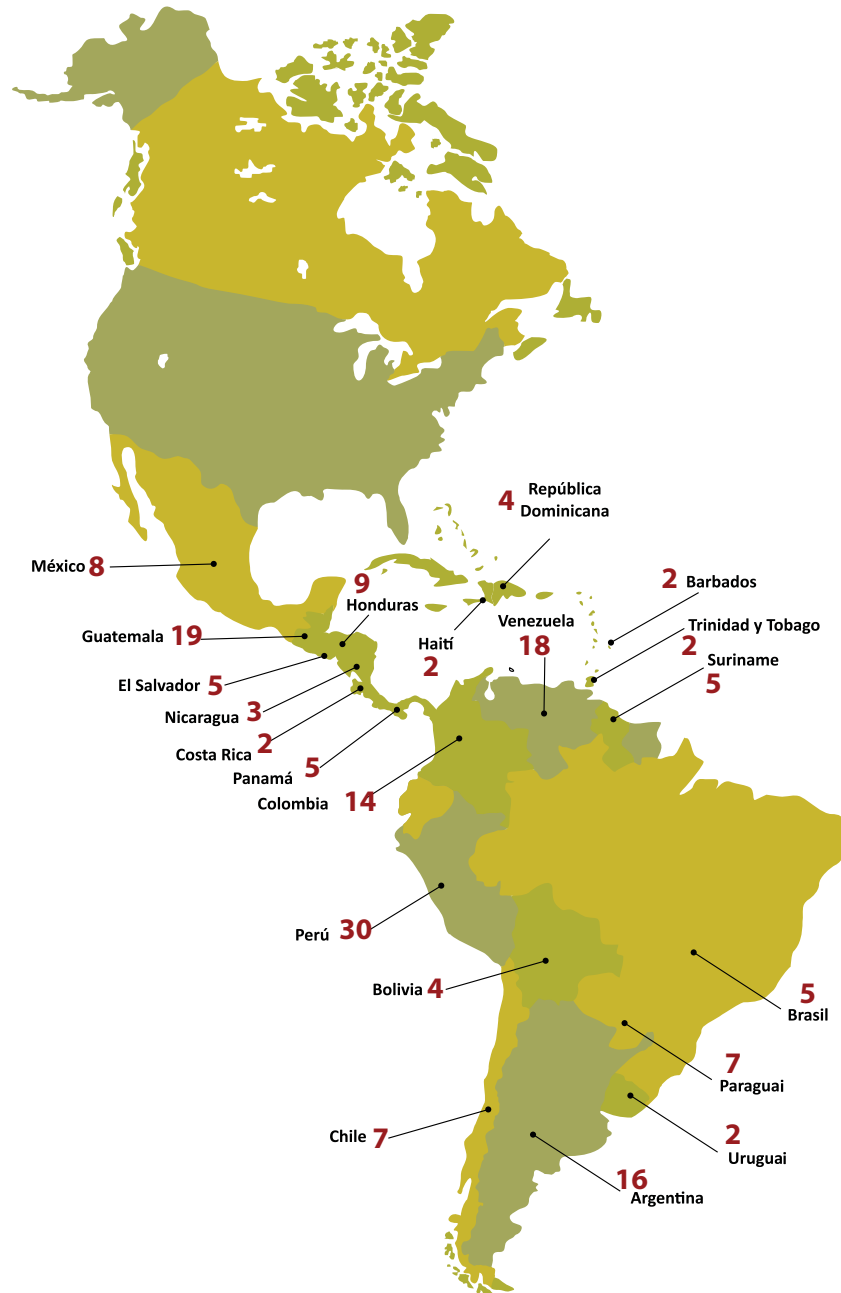 4 República
Dominicana
México 8
9
Honduras
2 Barbados
Guatemala 19
Haití
2
Venezuela
18
Trinidad y Tobago
2
Suriname
5
El Salvador 5
Nicaragua 3
Costa Rica 2
Panamá 5
Colombia 14
Perú 30
Bolivia 4
5
Brasil
7
Paraguai
Chile 7
2
Uruguai
16
Argentina